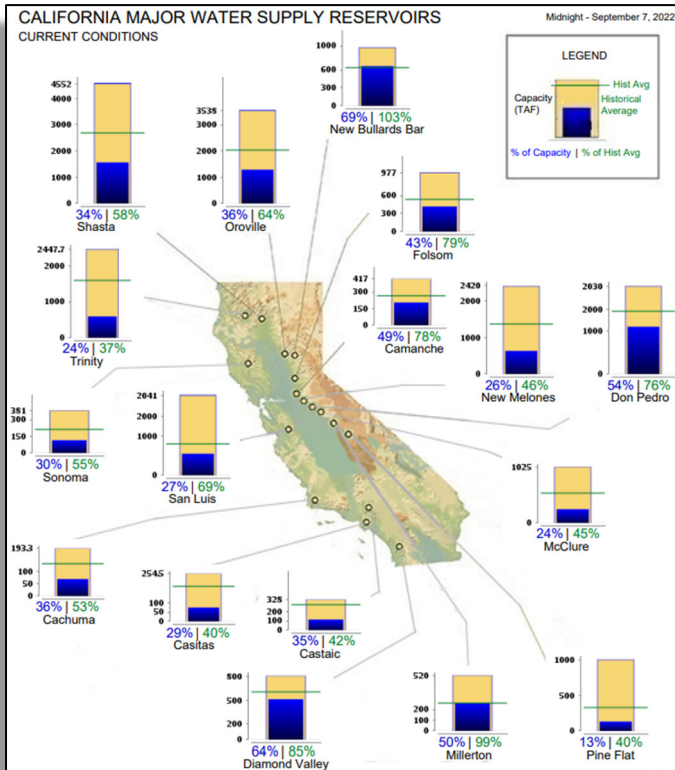 CALIFORNIA MAJOR WATER SUPPLY RESERVOIRS
Midnight - September 7, 2022
CURRENT CONDITIONS
LEGEND
Capacity
(TAF)
Hist Avg
Historical
Average
% of Capacity | % of Hist Avg
4552
4000
3000
2000
1000
0
34% | 58%
Shasta
3538
3000
2000
1000
0
36% | 64%
Oroville
1000
600
300
0
69% | 103%
New Bullards Bar
977
600
300
0
43% | 79%
Folsom
2447.7
2000
1000
0
24% | 37%
Trinity
417
300
150
0
49% | 78%
Camanche
2420
2000
1000
0
26% | 46%
New Melones
2030
1000
0
54% | 76%
Don Pedro
381
300
150
0
30% | 55%
Sonoma
2041
2000
1000
0
27% | 69%
San Luis
1025
500
0
24% | 45%
McClure
193.3
100
50
0
36% | 53%
Cachuma
254.5
100
50
0
29% | 40%
Casitas
325
200
100
0
35% | 42%
Castaic
800
500
200
0
64% | 85%
Diamond Valley
520
200
100
0
50% | 99%
Millerton
1000
500
0
13% | 40%
Pine Flat